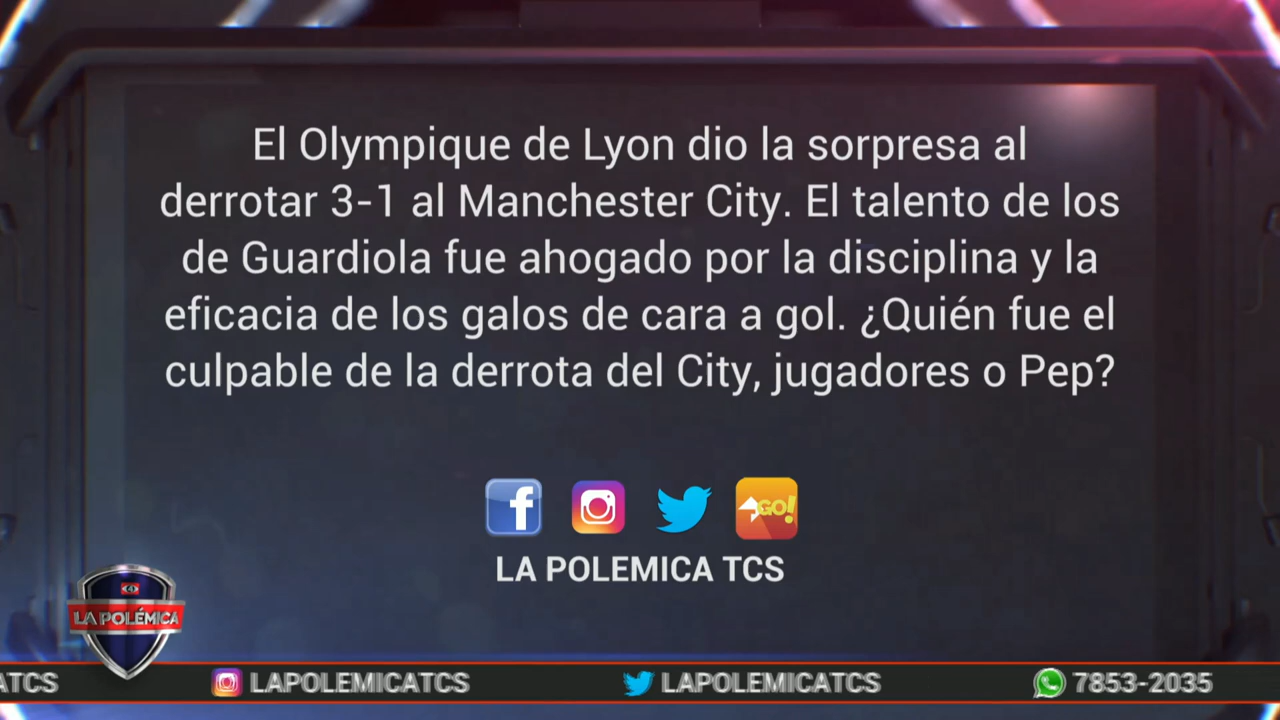 El Olympique de Lyon dio la sorpresa al
derrotar 3-1 al Manchester City. El talento de los
de Guardiola fue ahogado por la disciplina y la
eficacia de los galos de cara a gol. ¿Quién fue el
culpable de la derrota del City, jugadores o Pep?
GO!
LA POLEMICA TCS
4
LA POLÉMICA
ATCS LAPOLEMICATCS LAPOLEMICATCS 7853-2035